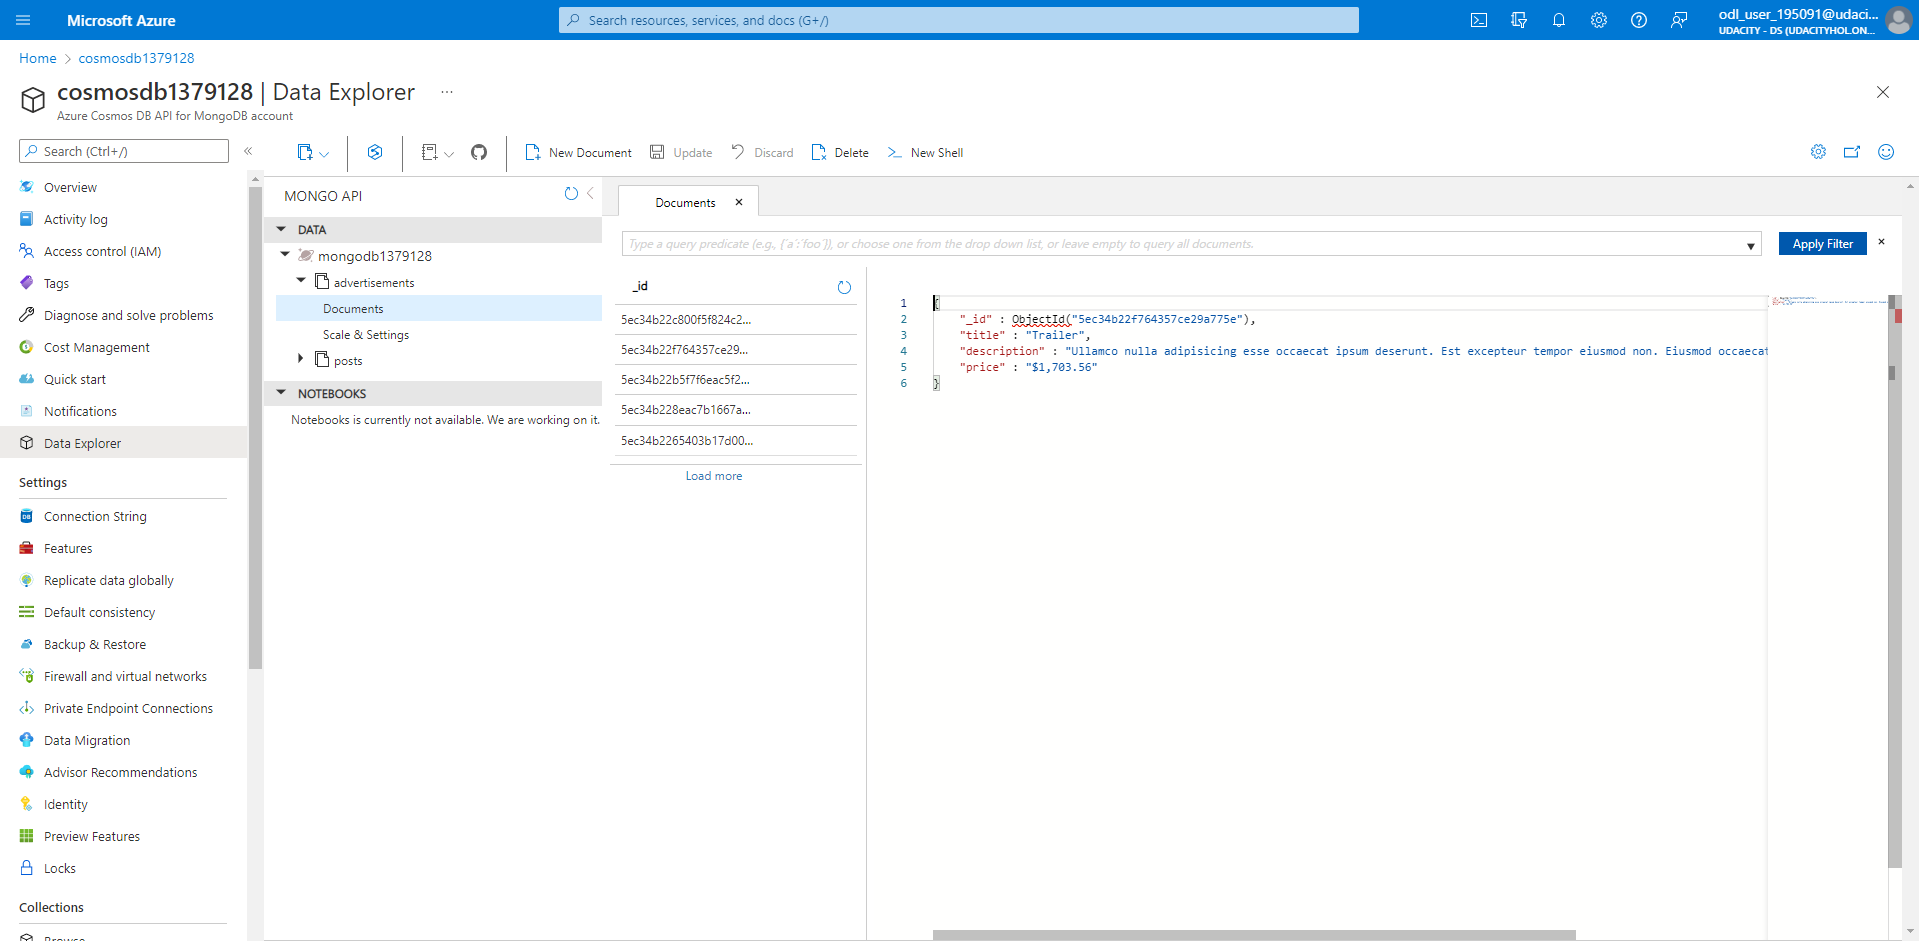 Microsoft Azure
Search resources, services, and docs (G+/)
odl_user_195091@udaci...
UDACITY - DS (UDACITYHOL.ON...
Home > cosmosdb1379128
cosmosdb1379128 | Data Explorer ...
Azure Cosmos DB API for MongoDB account
Search (Ctrl+/)
«
New Document
Update
Discard
Delete
New Shell
Overview
Activity log
Access control (IAM)
Tags
Diagnose and solve problems
Cost Management
Quick start
Notifications
Data Explorer
Settings
Connection String
Features
Replicate data globally
Default consistency
Backup & Restore
Firewall and virtual networks
Private Endpoint Connections
Data Migration
Advisor Recommendations
Identity
Preview Features
Locks
Collections
Browse
MONGO API
DATA
mongodb1379128
advertisements
Documents
Scale & Settings
posts
NOTEBOOKS
Notebooks is currently not available. We are working on it.
Documents
Type a query predicate (e.g., {´a´:´foo´}), or choose one from the drop down list, or leave empty to query all documents.
Apply Filter
_id
5ec34b22c800f5f824c2...
5ec34b22f764357ce29...
5ec34b22b5f7f6eac5f2...
5ec34b228eac7b1667a...
5ec34b2265403b17d00...
Load more
1 {
2 "_id" : ObjectId("5ec34b22f764357ce29a775e"),
3 "title" : "Trailer",
4 "description" : "Ullamco nulla adipisicing esse occaecat ipsum deserunt. Est excepteur tempor eiusmod non. Eiusmod occaecat
5 "price" : "$1,703.56"
6 }